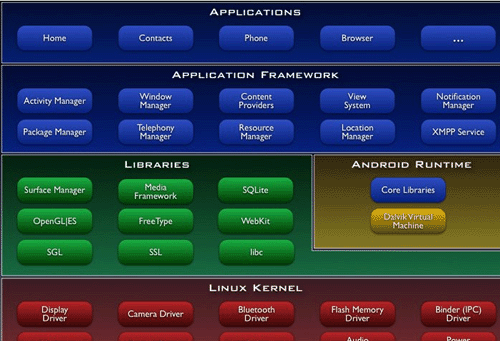 APPLICATIONS
Home
Contacts
Phone
Browser
...
APPLICATION FRAMEWORK
Activity Manager
Window
Manager
Content
Providers
View
System
Notification
Manager
Package Manager
Telephony
Manager
Resource
Manager
Location
Manager
XMPP Service
LIBRARIES
Surface Manager
Media
Framework
SQLite
OpenGL|ES
FreeType
WebKit
SGL
SSL
libc
ANDROID RUNTIME
Core Libraries
Dalvik Virtual
Machine
LINUX KERNEL
Display
Driver
Camera Driver
Bluetooth
Driver
Flash Memory
Driver
Binder (IPC)
Driver
Audio
Power